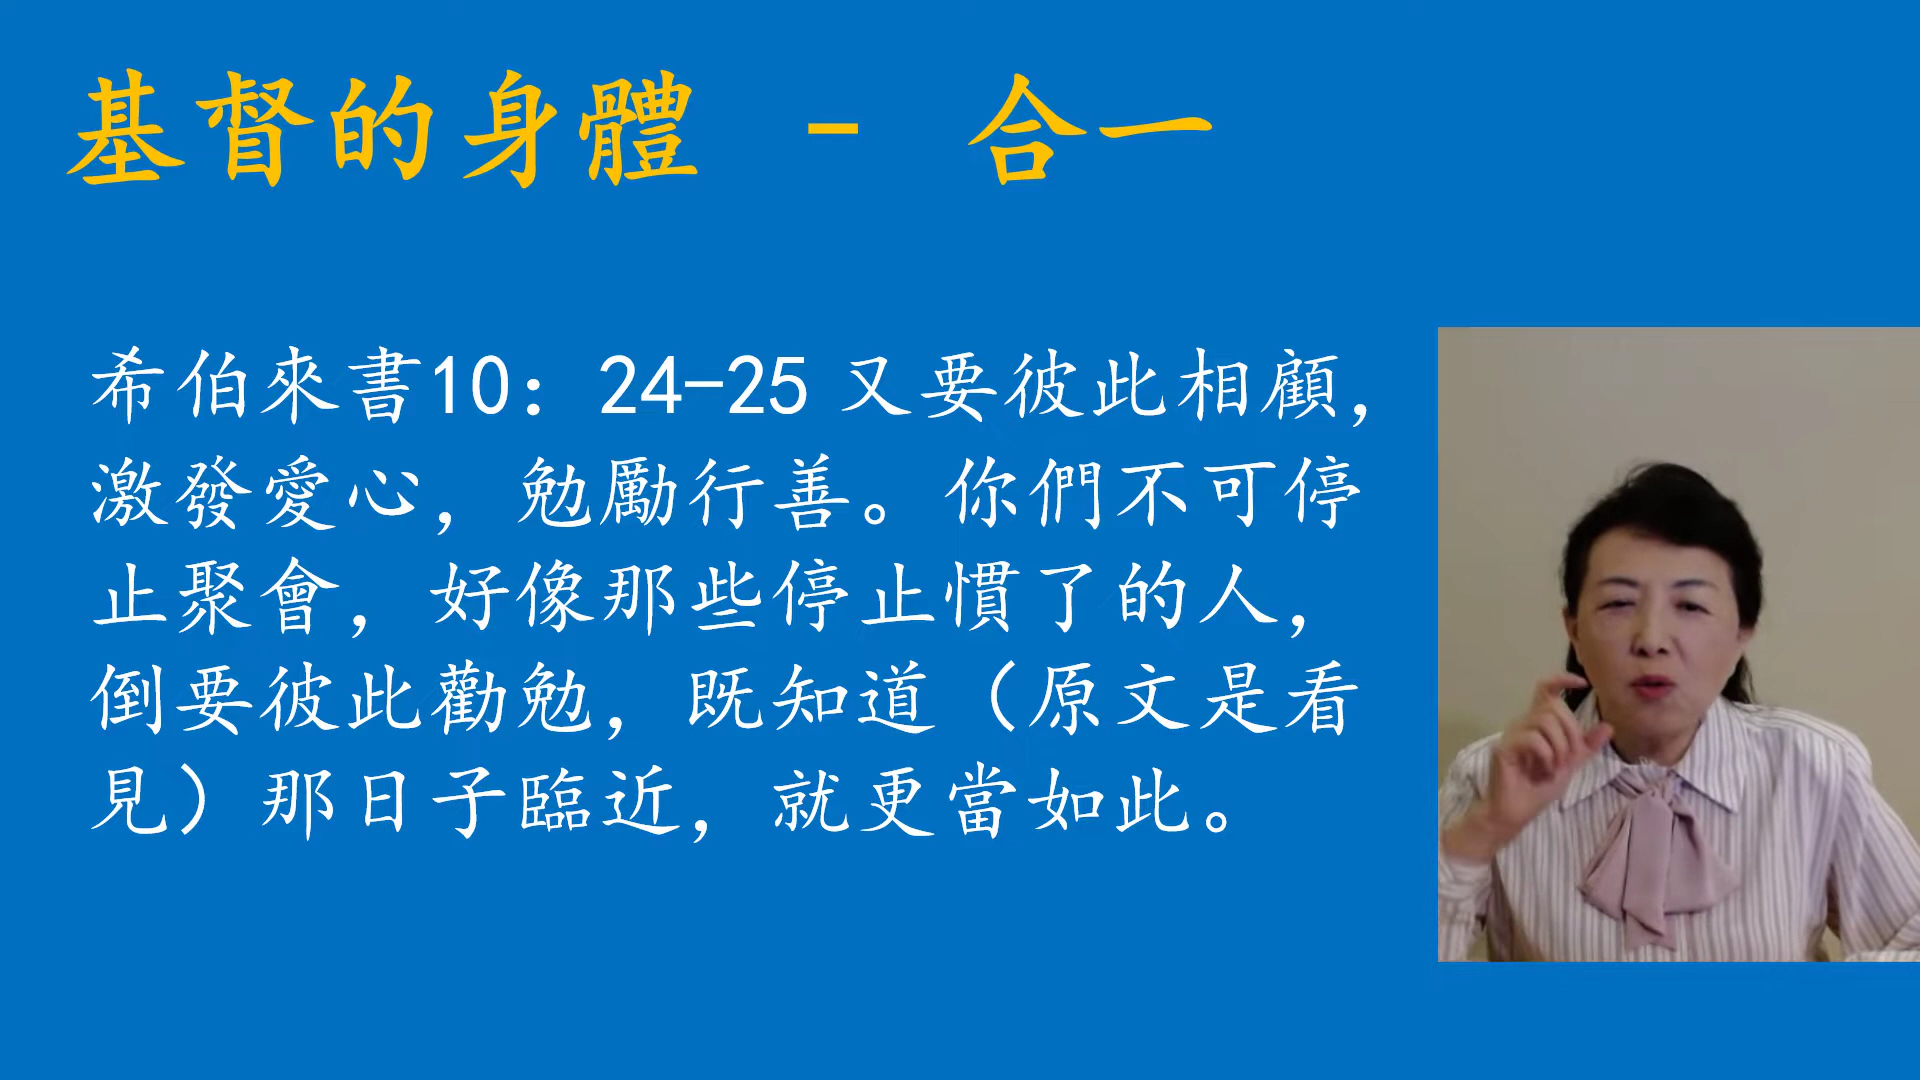 基督的身體 - 合一
希伯來書10：24-25 又要彼此相顧，
激發愛心，勉勵行善。你們不可停
止聚會，好像那些停止慣了的人，
倒要彼此勸勉，既知道（原文是看
見）那日子臨近，就更當如此。